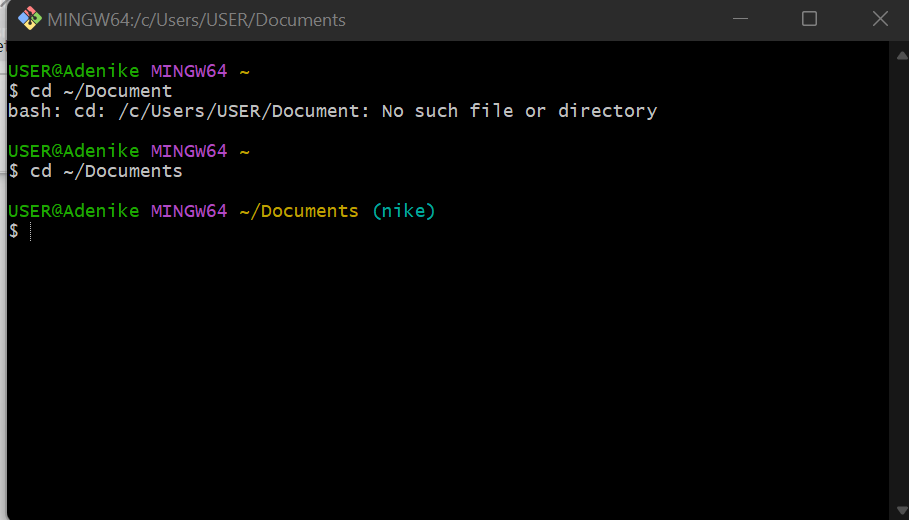 MINGW64:/c/Users/USER/Documents
USER@Adenike MINGW64 ~
$ cd ~/Document
bash: cd: /c/Users/USER/Document: No such file or directory
USER@Adenike MINGW64 ~
$ cd ~/Documents
USER@Adenike MINGW64 ~/Documents (nike)
$